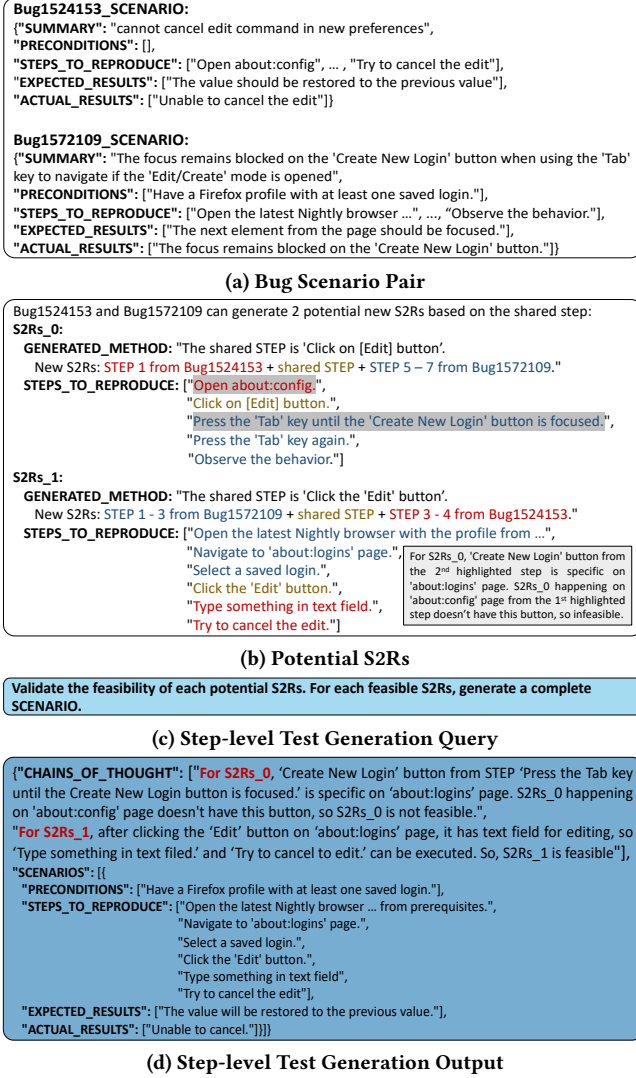 Bug1524153_SCENARIO:
{"SUMMARY": "cannot cancel edit command in new preferences",
"PRECONDITIONS": [],
"STEPS_TO_REPRODUCE": ["Open about:config", ... , "Try to cancel the edit"],
"EXPECTED_RESULTS": ["The value should be restored to the previous value"],
"ACTUAL_RESULTS": ["Unable to cancel the edit"]}
Bug1572109_SCENARIO:
{"SUMMARY": "The focus remains blocked on the 'Create New Login' button when using the 'Tab'
key to navigate if the 'Edit/Create' mode is opened",
"PRECONDITIONS": ["Have a Firefox profile with at least one saved login."],
"STEPS_TO_REPRODUCE": ["Open the latest Nightly browser …", ..., "Observe the behavior."],
"EXPECTED_RESULTS": ["The next element from the page should be focused."],
"ACTUAL_RESULTS": ["The focus remains blocked on the 'Create New Login' button."]}
(a) Bug Scenario Pair
Bug1524153 and Bug1572109 can generate 2 potential new S2Rs based on the shared step:
S2Rs_0:
GENERATED_METHOD: "The shared STEP is 'Click on [Edit] button'.
New S2Rs: STEP 1 from Bug1524153 + shared STEP + STEP 5 – 7 from Bug1572109."
STEPS_TO_REPRODUCE: ["Open about:config.",
"Click on [Edit] button.",
"Press the 'Tab' key until the 'Create New Login' button is focused.",
"Press the 'Tab' key again.",
"Observe the behavior."]
S2Rs_1:
GENERATED_METHOD: "The shared STEP is 'Click the 'Edit' button'.
New S2Rs: STEP 1 - 3 from Bug1572109 + shared STEP + STEP 3 - 4 from Bug1524153."
STEPS_TO_REPRODUCE: ["Open the latest Nightly browser with the profile from …",
"Navigate to 'about:logins' page.",
"Select a saved login.",
"Click the 'Edit' button.",
"Type something in text field.",
"Try to cancel the edit."]
For S2Rs_0, 'Create New Login' button from
the 2nd highlighted step is specific on
'about:logins' page. S2Rs_0 happening on
'about:config' page from the 1st highlighted
step doesn't have this button, so infeasible.
(b) Potential S2Rs
Validate the feasibility of each potential S2Rs. For each feasible S2Rs, generate a complete
SCENARIO.
(c) Step-level Test Generation Query
{"CHAINS_OF_THOUGHT": ["For S2Rs_0, 'Create New Login' button from STEP 'Press the Tab key
until the Create New Login button is focused.' is specific on 'about:logins' page. S2Rs_0 happening
on 'about:config' page doesn't have this button, so S2Rs_0 is not feasible.",
"For S2Rs_1, after clicking the 'Edit' button on 'about:logins' page, it has text field for editing, so
'Type something in text filed.' and 'Try to cancel to edit.' can be executed. So, S2Rs_1 is feasible"],
"SCENARIOS": [{
"PRECONDITIONS": ["Have a Firefox profile with at least one saved login."],
"STEPS_TO_REPRODUCE": ["Open the latest Nightly browser ... from prerequisites.",
"Navigate to 'about:logins' page.",
"Select a saved login.",
"Click the 'Edit' button.",
"Type something in text field",
"Try to cancel the edit"],
"EXPECTED_RESULTS": ["The value will be restored to the previous value."],
"ACTUAL_RESULTS": ["Unable to cancel."]}]}
(d) Step-level Test Generation Output